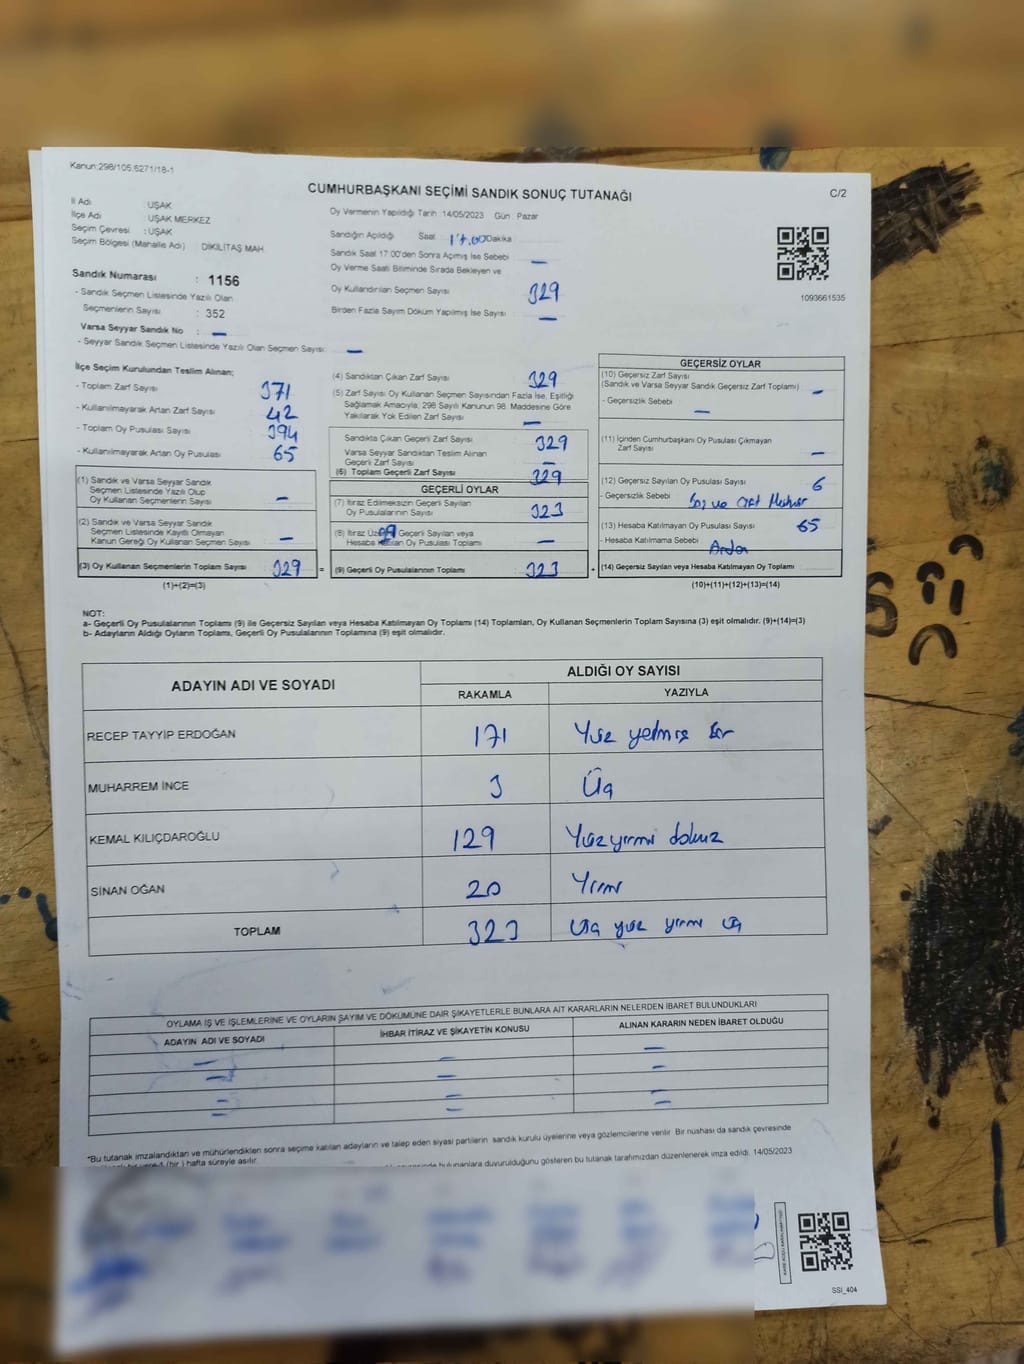 Kanun:298/105,6271/18-1
CUMHURBAŞKANI SEÇİMİ SANDIK SONUÇ TUTANAĞI
C/2
İl Adı : UŞAK
İlçe Adı : UŞAK MERKEZ
Seçim Çevresi : UŞAK
Seçim Bölgesi (Mahalle Adı) DİKİLİTAŞ MAH
Oy Vermenin Yapıldığı Tarih :14/05/2023 Gün : Pazar
Sandığın Açıldığı Saat 17.00 Dakika
Sandık Saat 17:00'den Sonra Açımış İse Sebebi —
Oy Verme Saati Bitiminde Sırada Bekleyen ve
Oy Kullandırılan Seçmen Sayısı 329
Birden Fazla Sayım Döküm Yapılmış İse Sayısı —
1093661535
Sandık Numarası : 1156
- Sandık Seçmen Listesinde Yazılı Olan
Seçmenlerin Sayısı : 352
Varsa Seyyar Sandık No : —
- Seyyar Sandık Seçmen Listesinde Yazılı Olan Seçmen Sayısı: —
İlçe Seçim Kurulundan Teslim Alınan;
- Toplam Zarf Sayısı 371
- Kullanılmayarak Artan Zarf Sayısı 42
- Toplam Oy Pusulası Sayısı 394
- Kullanılmayarak Artan Oy Pusulası 65
(1) Sandık ve Varsa Seyyar Sandık
Seçmen Listesinde Yazılı Olup
Oy Kullanan Seçmenlerin Sayısı —
(2) Sandık ve Varsa Seyyar Sandık
Seçmen Listesinde Kayıtlı Olmayan
Kanun Gereği Oy Kullanan Seçmen Sayısı —
(3) Oy Kullanan Seçmenlerin Toplam Sayısı 329 =
(1)+(2)=(3)
(4) Sandıktan Çıkan Zarf Sayısı 329
(5) Zarf Sayısı Oy Kullanan Seçmen Sayısından Fazla İse, Eşitliği
Sağlamak Amacıyla, 298 Sayılı Kanunun 98. Maddesine Göre
Yakılarak Yok Edilen Zarf Sayısı —
Sandıkta Çıkan Geçerli Zarf Sayısı 329
Varsa Seyyar Sandıktan Teslim Alınan
Geçerli Zarf Sayısı —
(6) Toplam Geçerli Zarf Sayısı 329
GEÇERLİ OYLAR
(7) İtiraz Edilmeksizin Geçerli Sayılan
Oy Pusulalarının Sayısı 323
(8) İtiraz Üzerine Geçerli Sayılan veya
Hesaba Katılan Oy Pusulası Toplamı —
(9) Geçerli Oy Pusulalarının Toplamı 323 +
GEÇERSİZ OYLAR
(10) Geçersiz Zarf Sayısı
(Sandık ve Varsa Seyyar Sandık Geçersiz Zarf Toplamı) —
- Geçersizlik Sebebi —
(11) İçinden Cumhurbaşkanı Oy Pusulası Çıkmayan
Zarf Sayısı —
(12) Geçersiz Sayılan Oy Pusulası Sayısı 6
- Geçersizlik Sebebi Boş ve Çift Mühür
(13) Hesaba Katılmayan Oy Pusulası Sayısı 65
- Hesaba Katılmama Sebebi Artan
(14) Geçersiz Sayılan veya Hesaba Katılmayan Oy Toplamı
(10)+(11)+(12)+(13)=(14)
NOT:
a- Geçerli Oy Pusulalarının Toplamı (9) ile Geçersiz Sayılan veya Hesaba Katılmayan Oy Toplamı (14) Toplamları, Oy Kullanan Seçmenlerin Toplam Sayısına (3) eşit olmalıdır. (9)+(14)=(3)
b- Adayların Aldığı Oyların Toplamı, Geçerli Oy Pusulalarının Toplamına (9) eşit olmalıdır.
ADAYIN ADI VE SOYADI ALDIĞI OY SAYISI
RAKAMLA YAZIYLA
RECEP TAYYİP ERDOĞAN 171 Yüz yetmiş bir
MUHARREM İNCE 3 Üç
KEMAL KILIÇDAROĞLU 129 Yüz yirmi dokuz
SİNAN OĞAN 20 Yirmi
TOPLAM 323 Üç yüz yirmi üç
OYLAMA İŞ VE İŞLEMLERİNE VE OYLARIN SAYIM VE DÖKÜMÜNE DAİR ŞİKAYETLERLE BUNLARA AİT KARARLARIN NELERDEN İBARET BULUNDUKLARI
ADAYIN ADI VE SOYADI İHBAR İTİRAZ VE ŞİKAYETİN KONUSU ALINAN KARARIN NEDEN İBARET OLDUĞU
— — —
— — —
— — —
— — —
*Bu tutanak imzalandıktan ve mühürlendikten sonra seçime katılan adayların ve talep eden siyasi partilerin sandık kurulu üyelerine veya gözlemcilerine verilir. Bir nüshası da sandık çevresinde
1 (bir ) hafta süreyle asılır.
bulunanlara duyurulduğunu gösteren bu tutanak tarafımızdan düzenlenerek imza edildi. 14/05/2023
SSI_404